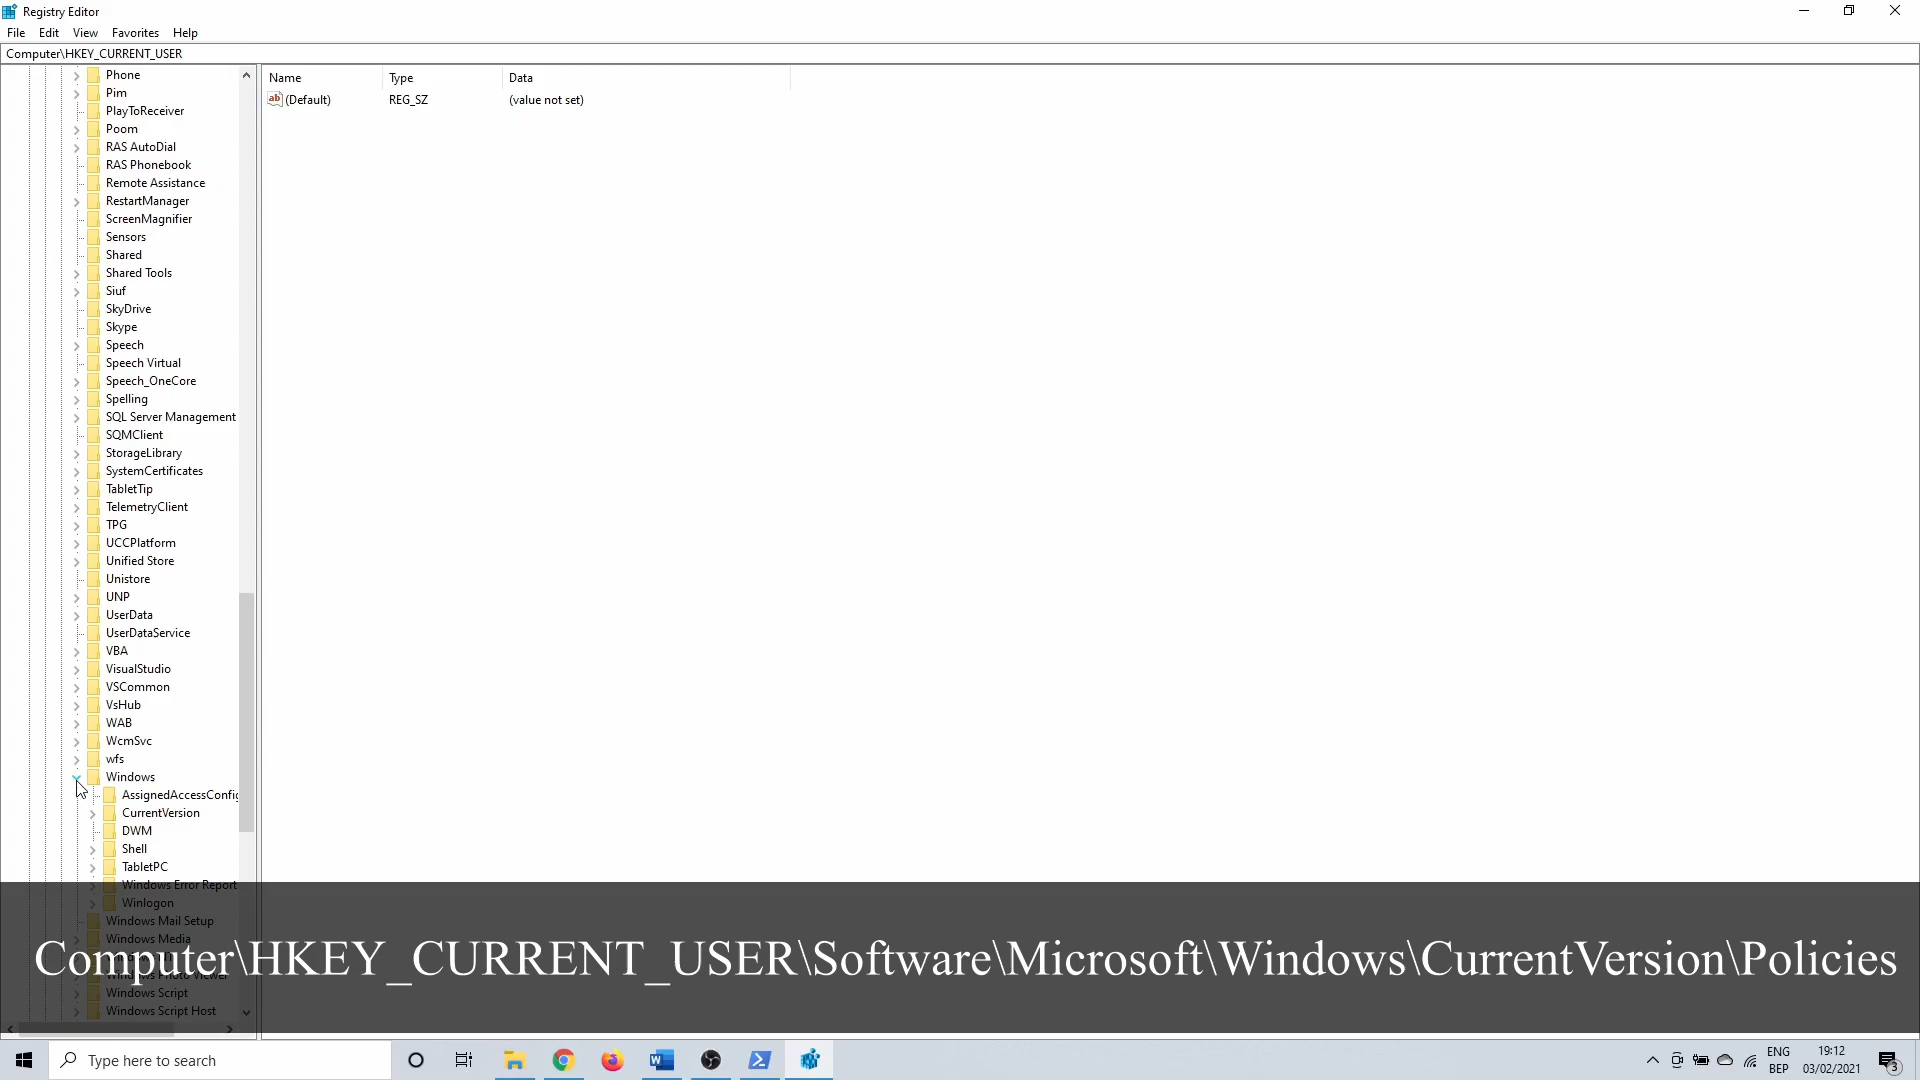 Registry Editor
File Edit View Favorites Help
Computer\HKEY_CURRENT_USER
Name Type Data
(Default) REG_SZ (value not set)
Phone
Pim
PlayToReceiver
Poom
RAS AutoDial
RAS Phonebook
Remote Assistance
RestartManager
ScreenMagnifier
Sensors
Shared
Shared Tools
Siuf
SkyDrive
Skype
Speech
Speech Virtual
Speech_OneCore
Spelling
SQL Server Management
SQMClient
StorageLibrary
SystemCertificates
TabletTip
TelemetryClient
TPG
UCCPlatform
Unified Store
Unistore
UNP
UserData
UserDataService
VBA
VisualStudio
VSCommon
VsHub
WAB
WcmSvc
wfs
Windows
AssignedAccessConfig
CurrentVersion
DWM
Shell
TabletPC
Windows Error Report
Winlogon
Windows Mail Setup
Windows Media
Windows Photo Viewer
Windows Script
Windows Script Host
Computer\HKEY_CURRENT_USER\Software\Microsoft\Windows\CurrentVersion\Policies
Type here to search
ENG
BEP
19:12
03/02/2021
3